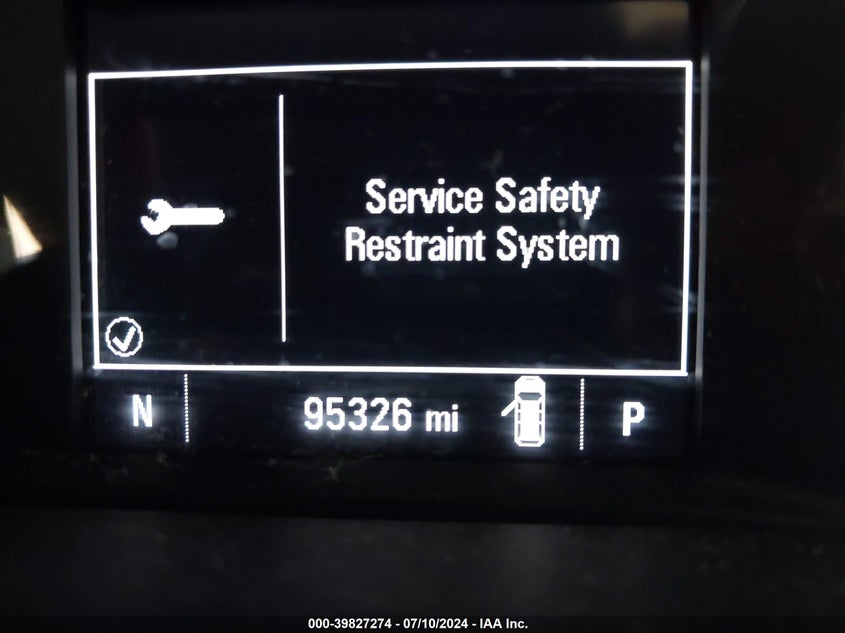 Service Safety
Restraint System
N 95326 mi P
000-39827274 - 07/10/2024 - IAA Inc.